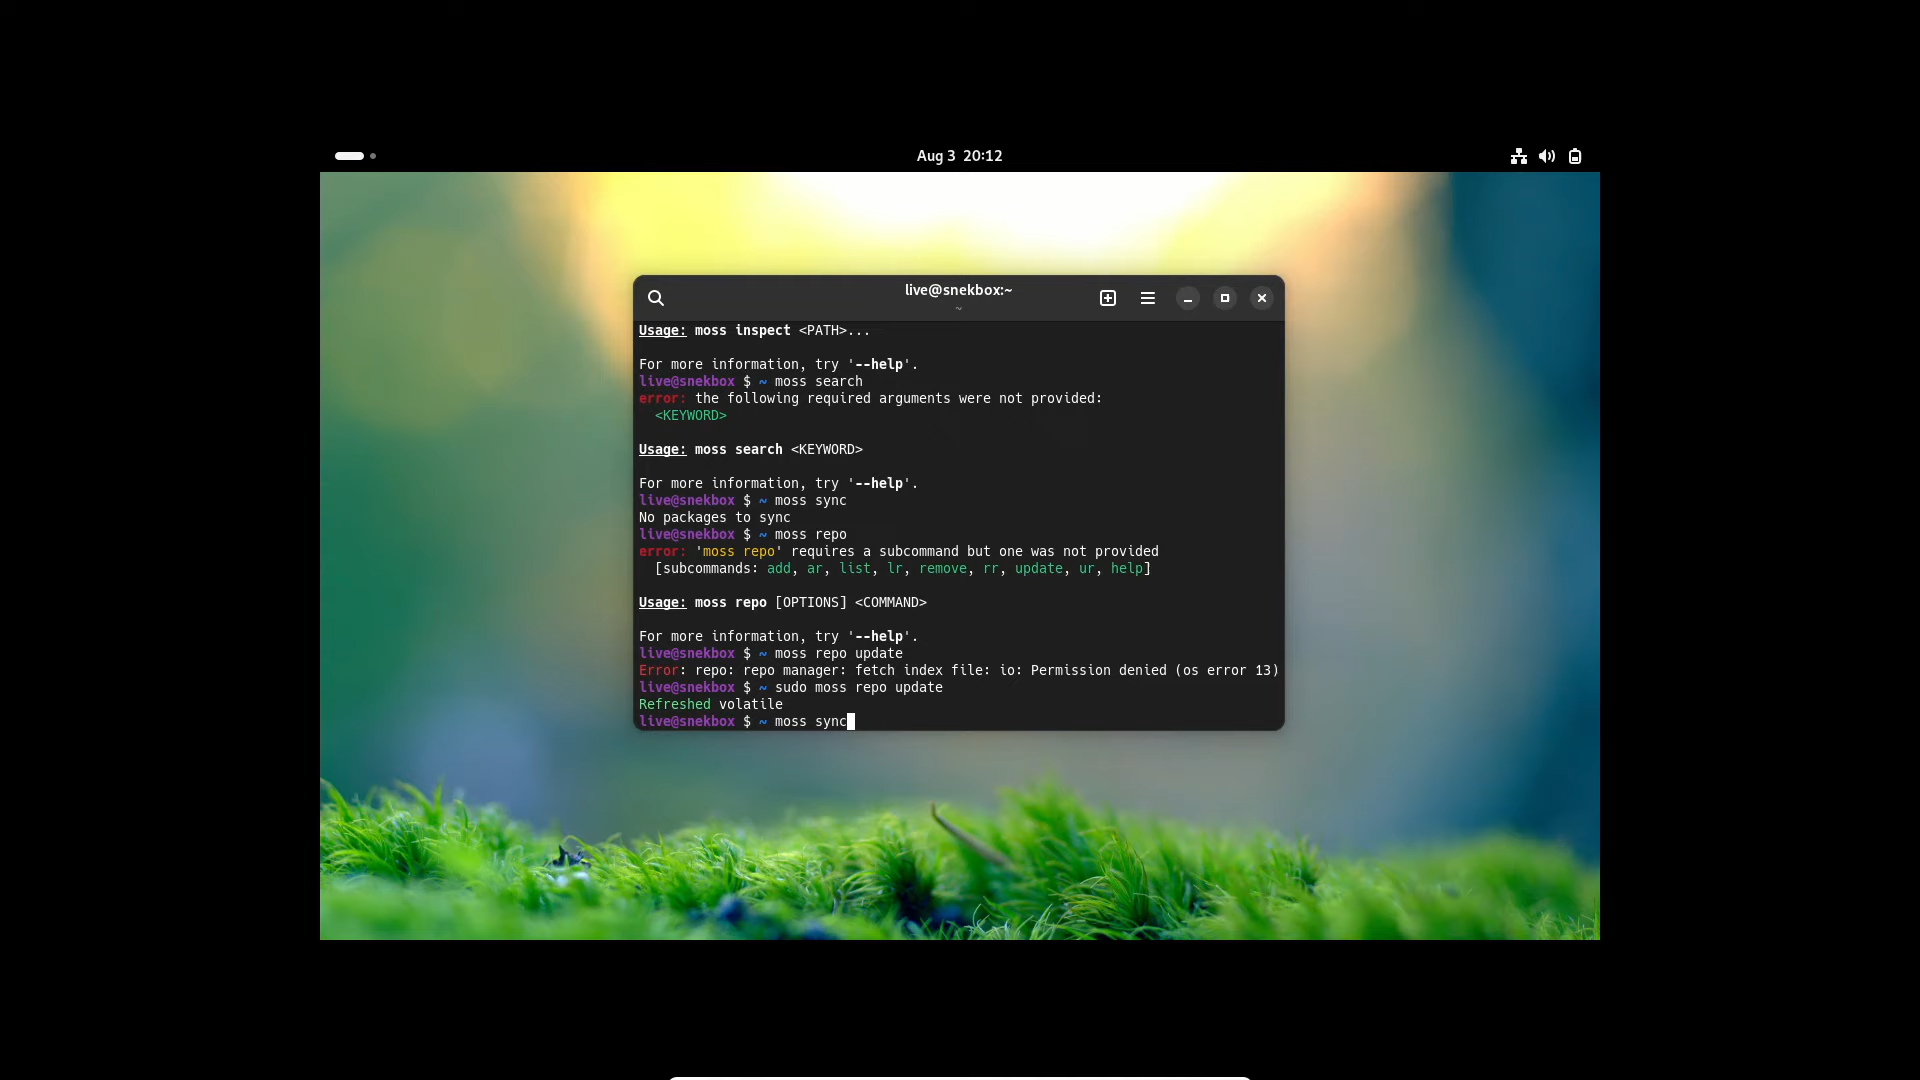 Aug 3 20:12
live@snekbox:~
~
Usage: moss inspect <PATH>...
For more information, try '--help'.
live@snekbox $ ~ moss search
error: the following required arguments were not provided:
<KEYWORD>
Usage: moss search <KEYWORD>
For more information, try '--help'.
live@snekbox $ ~ moss sync
No packages to sync
live@snekbox $ ~ moss repo
error: 'moss repo' requires a subcommand but one was not provided
[subcommands: add, ar, list, lr, remove, rr, update, ur, help]
Usage: moss repo [OPTIONS] <COMMAND>
For more information, try '--help'.
live@snekbox $ ~ moss repo update
Error: repo: repo manager: fetch index file: io: Permission denied (os error 13)
live@snekbox $ ~ sudo moss repo update
Refreshed volatile
live@snekbox $ ~ moss sync